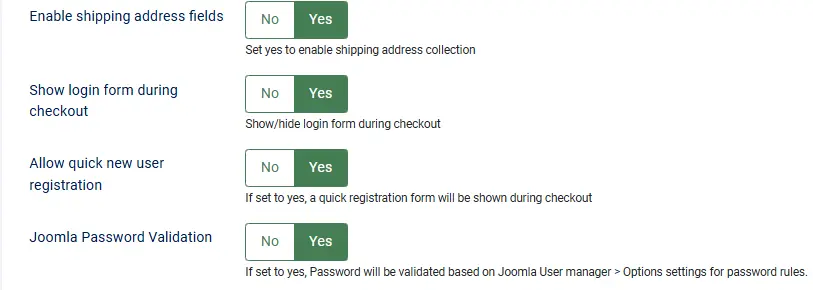 Enable shipping address fields
No Yes
Set yes to enable shipping address collection
Show login form during
checkout
No Yes
Show/hide login form during checkout
Allow quick new user
registration
No Yes
If set to yes, a quick registration form will be shown during checkout
Joomla Password Validation
No Yes
If set to yes, Password will be validated based on Joomla User manager > Options settings for password rules.